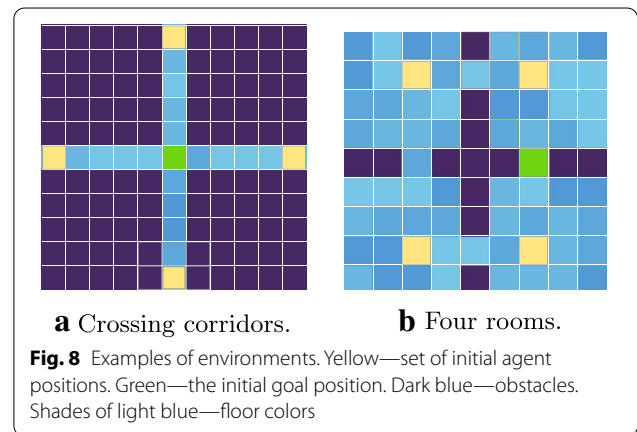 a Crossing corridors.
b Four rooms.
Fig. 8 Examples of environments. Yellow—set of initial agent
positions. Green—the initial goal position. Dark blue—obstacles.
Shades of light blue—floor colors